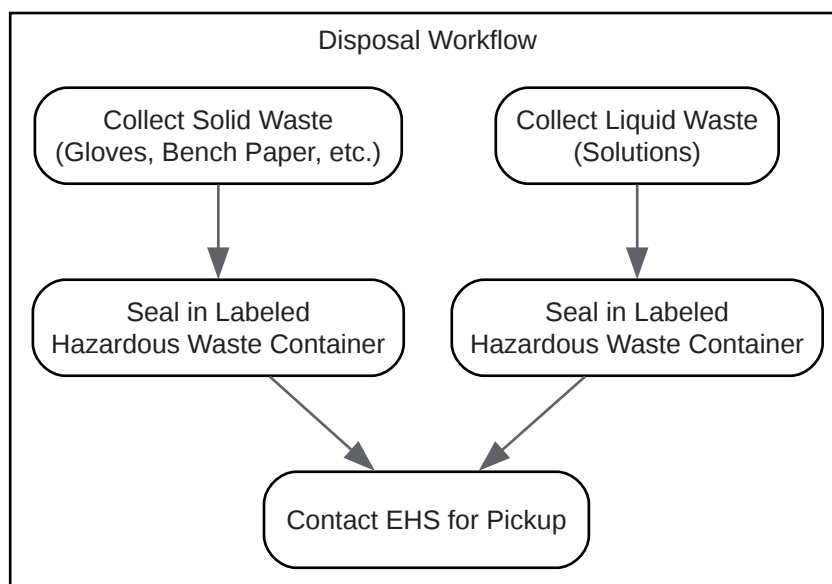 Disposal Workflow
Collect Solid Waste
(Gloves, Bench Paper, etc.)
Collect Liquid Waste
(Solutions)
Seal in Labeled
Hazardous Waste Container
Seal in Labeled
Hazardous Waste Container
Contact EHS for Pickup